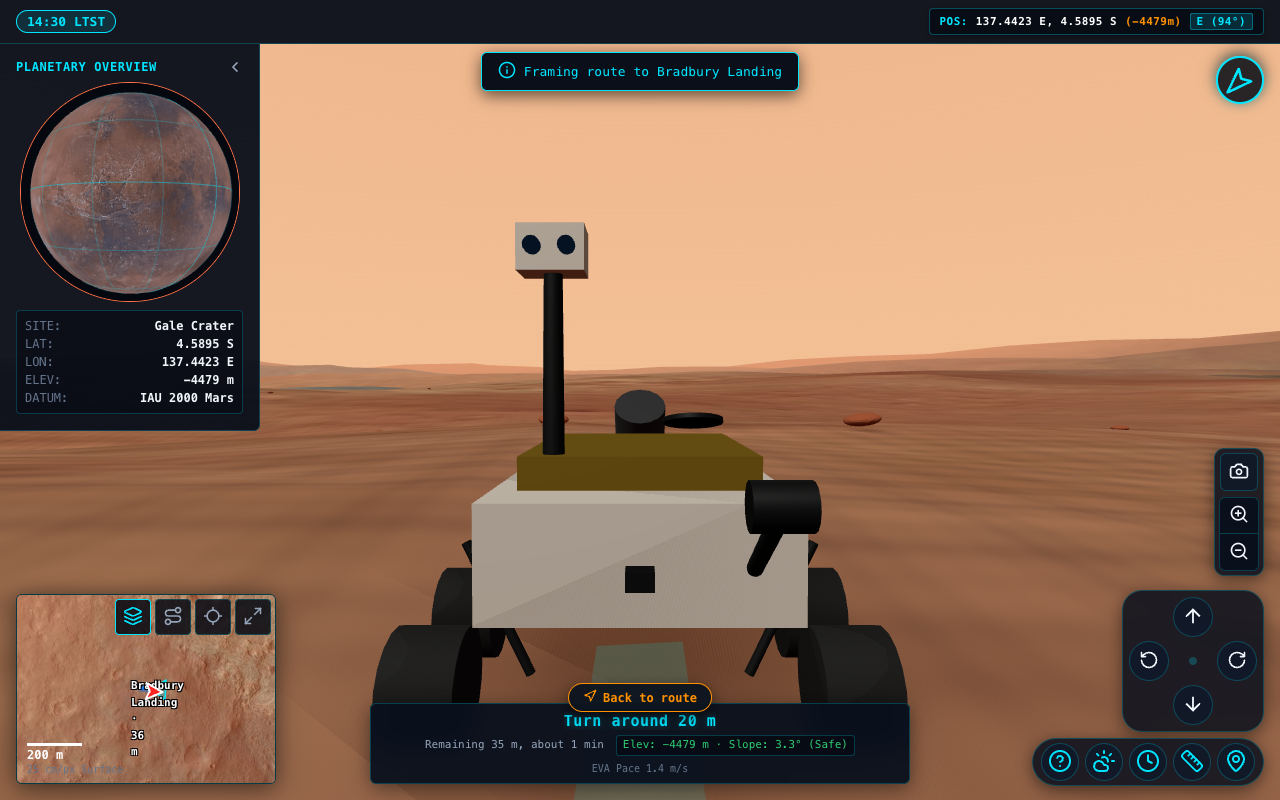 14:30 LTST
POS: 137.4423 E, 4.5895 S (−4479m) E (94°)
PLANETARY OVERVIEW
Framing route to Bradbury Landing
SITE: Gale Crater
LAT: 4.5895 S
LON: 137.4423 E
ELEV: −4479 m
DATUM: IAU 2000 Mars
Bradbury
Landing
·
36
m
200 m
Back to route
Turn around 20 m
Remaining 35 m, about 1 min
Elev: −4479 m · Slope: 3.3° (Safe)
EVA Pace 1.4 m/s